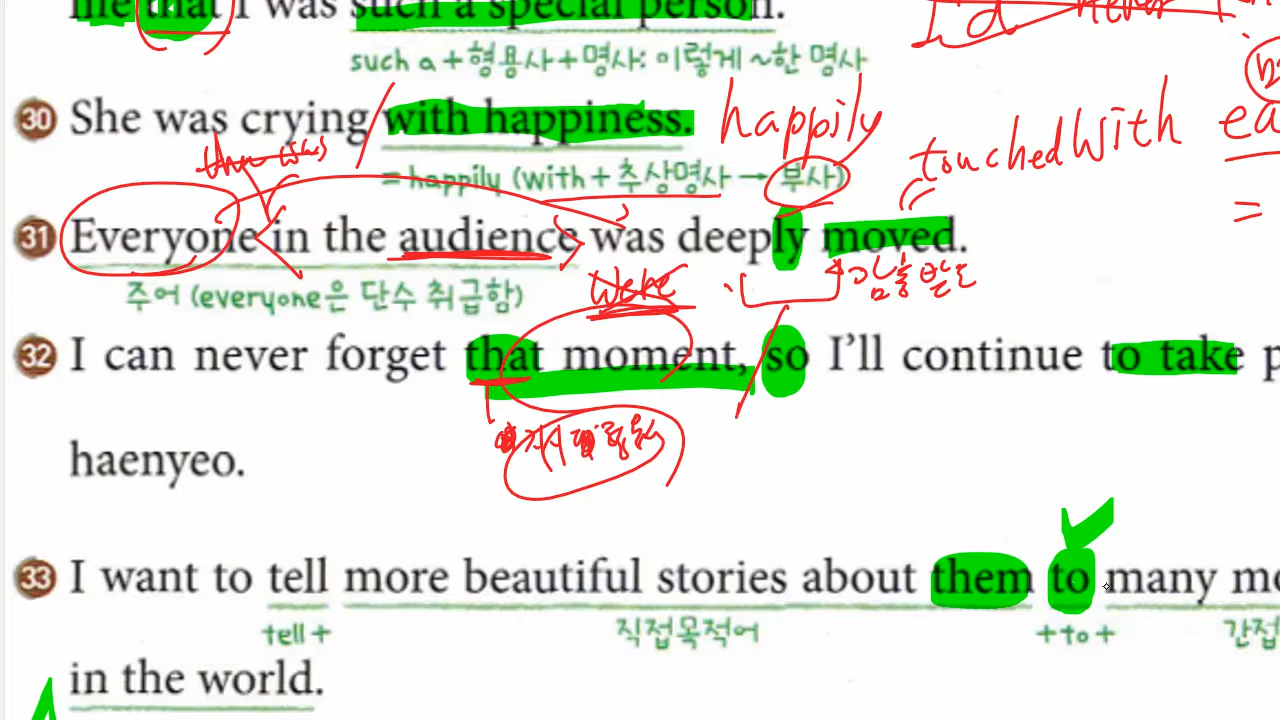 me that I was such a special person.
I'd never
such a + 형용사 + 명사: 이렇게 ~한 명사
30 She was crying with happiness. happily
touched with ea
= happily (with + 추상명사 → 부사)
=
31 Everyone in the audience was deeply moved.
주어 (everyone은 단수 취급함) were 감동 받은
32 I can never forget that moment, so I'll continue to take p
haenyeo.
33 I want to tell more beautiful stories about them to many mo
tell + 직접목적어 + to + 간접
in the world.